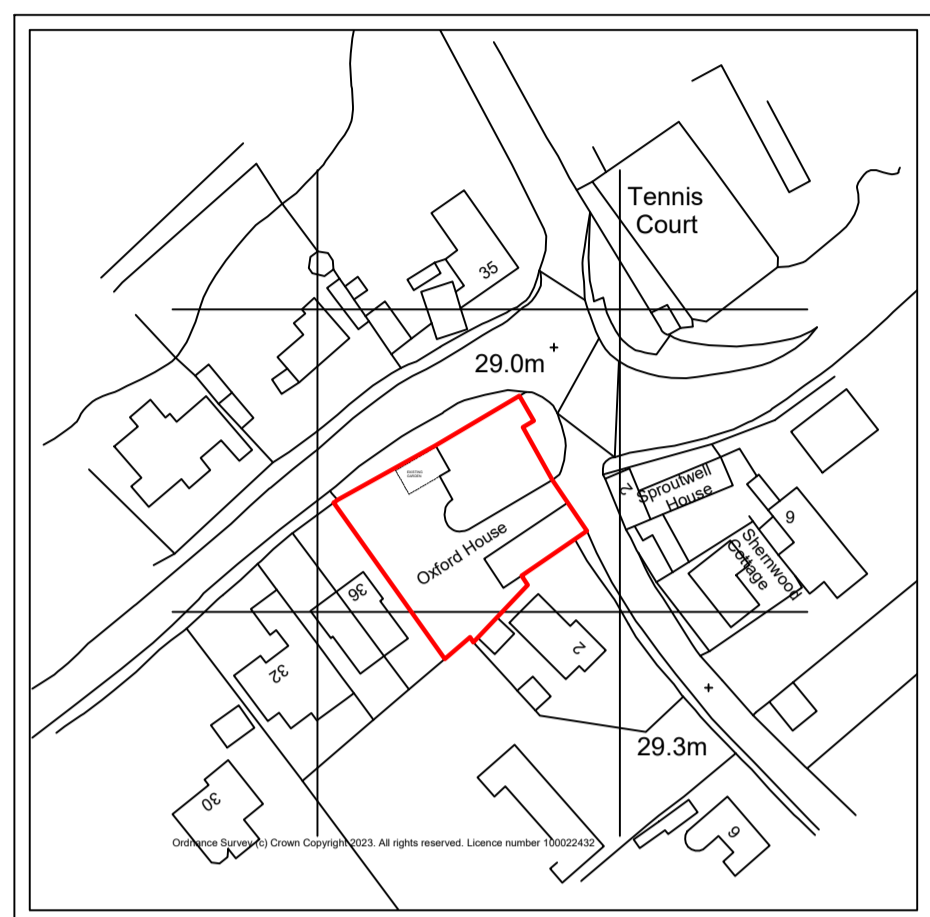 Tennis
Court
35
29.0m
Sproutwell
House
2
9
Shernwood
Cottage
Oxford House
36
32
2
30
29.3m
9
Ordnance Survey (c) Crown Copyright 2023. All rights reserved. Licence number 100022432